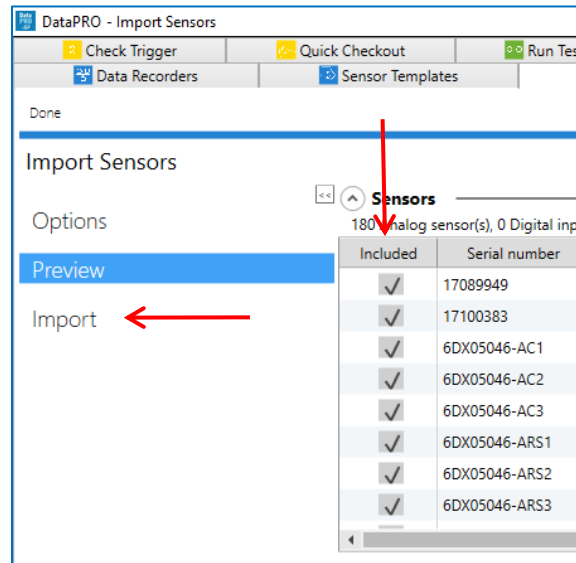 DataPRO - Import Sensors
Check Trigger Quick Checkout Run Tes
Data Recorders Sensor Templates
Done
Import Sensors
Options
Preview
Import
<< Sensors
180 Analog sensor(s), 0 Digital inp
Included Serial number
17089949
17100383
6DX05046-AC1
6DX05046-AC2
6DX05046-AC3
6DX05046-ARS1
6DX05046-ARS2
6DX05046-ARS3